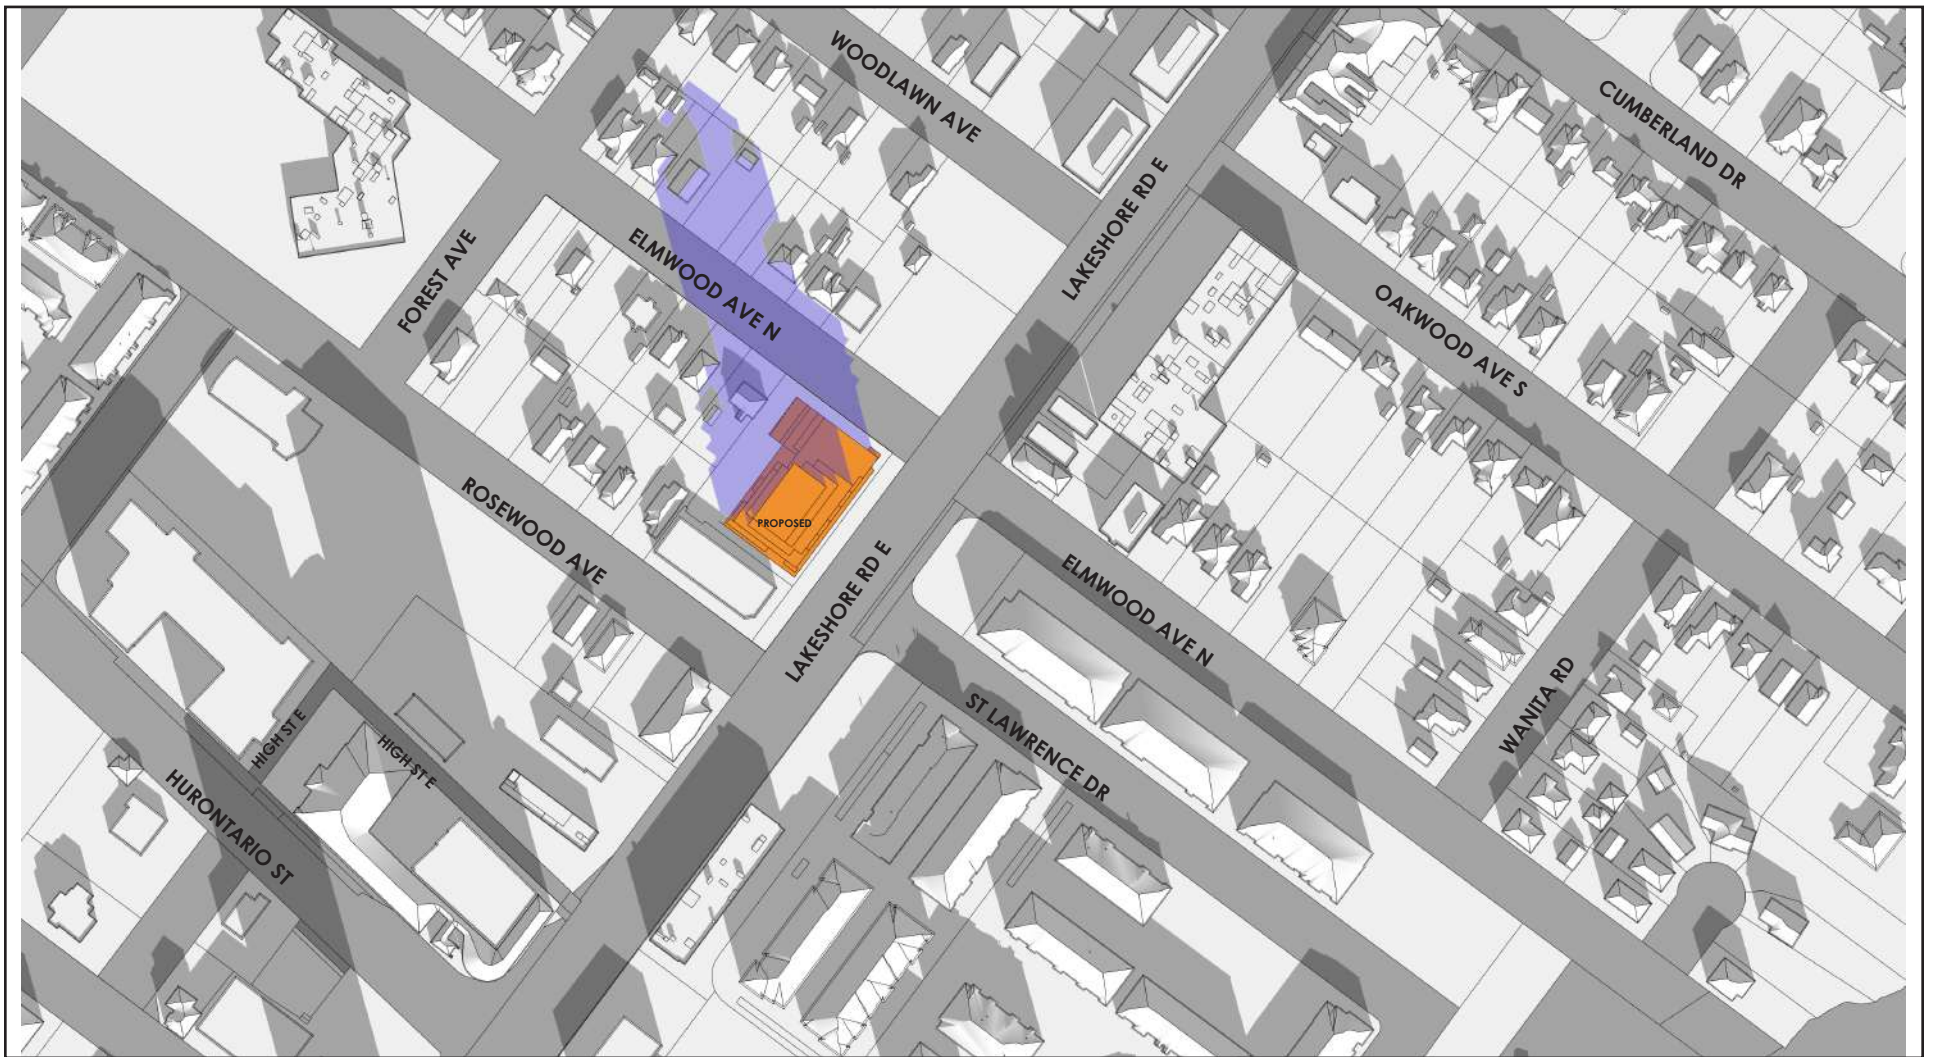 WOODLAWN AVE
CUMBERLAND DR
LAKESHORE RD E
FOREST AVE
ELMWOOD AVE N
OAKWOOD AVE S
ROSEWOOD AVE
PROPOSED
LAKESHORE RD E
ELMWOOD AVE N
WANITA RD
ST LAWRENCE DR
HIGH ST E
HIGH ST E
HURONTARIO ST